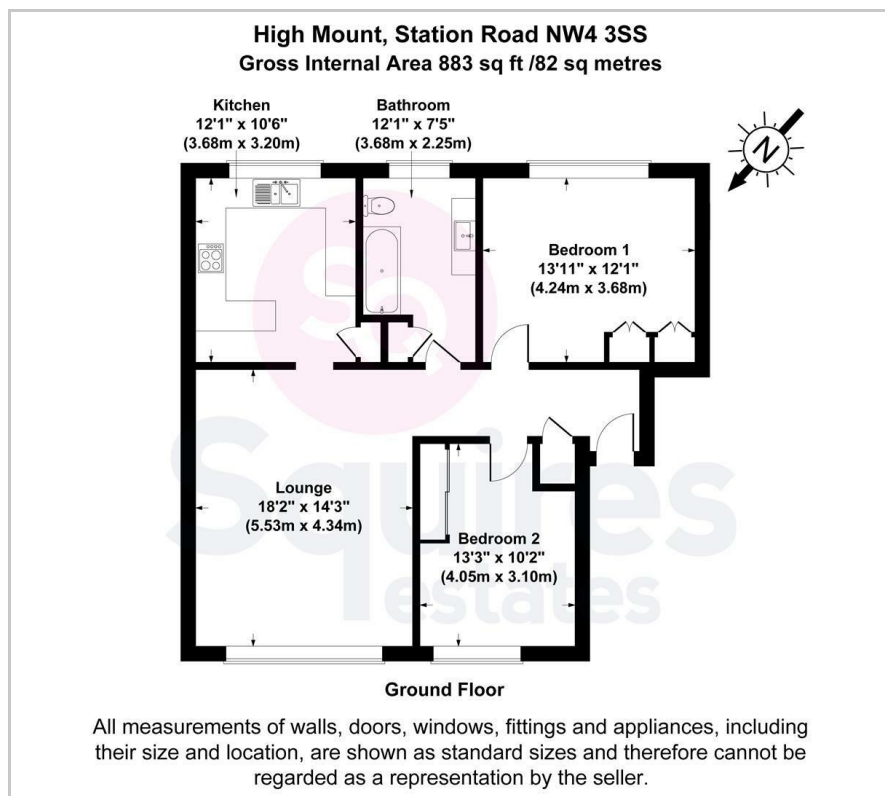 High Mount, Station Road NW4 3SS
Gross Internal Area 883 sq ft /82 sq metres
Kitchen
12'1" x 10'6"
(3.68m x 3.20m)
Bathroom
12'1" x 7'5"
(3.68m x 2.25m)
N
Bedroom 1
13'11" x 12'1"
(4.24m x 3.68m)
Lounge
18'2" x 14'3"
(5.53m x 4.34m)
Bedroom 2
13'3" x 10'2"
(4.05m x 3.10m)
SQ
Squires
estates
Ground Floor
All measurements of walls, doors, windows, fittings and appliances, including
their size and location, are shown as standard sizes and therefore cannot be
regarded as a representation by the seller.